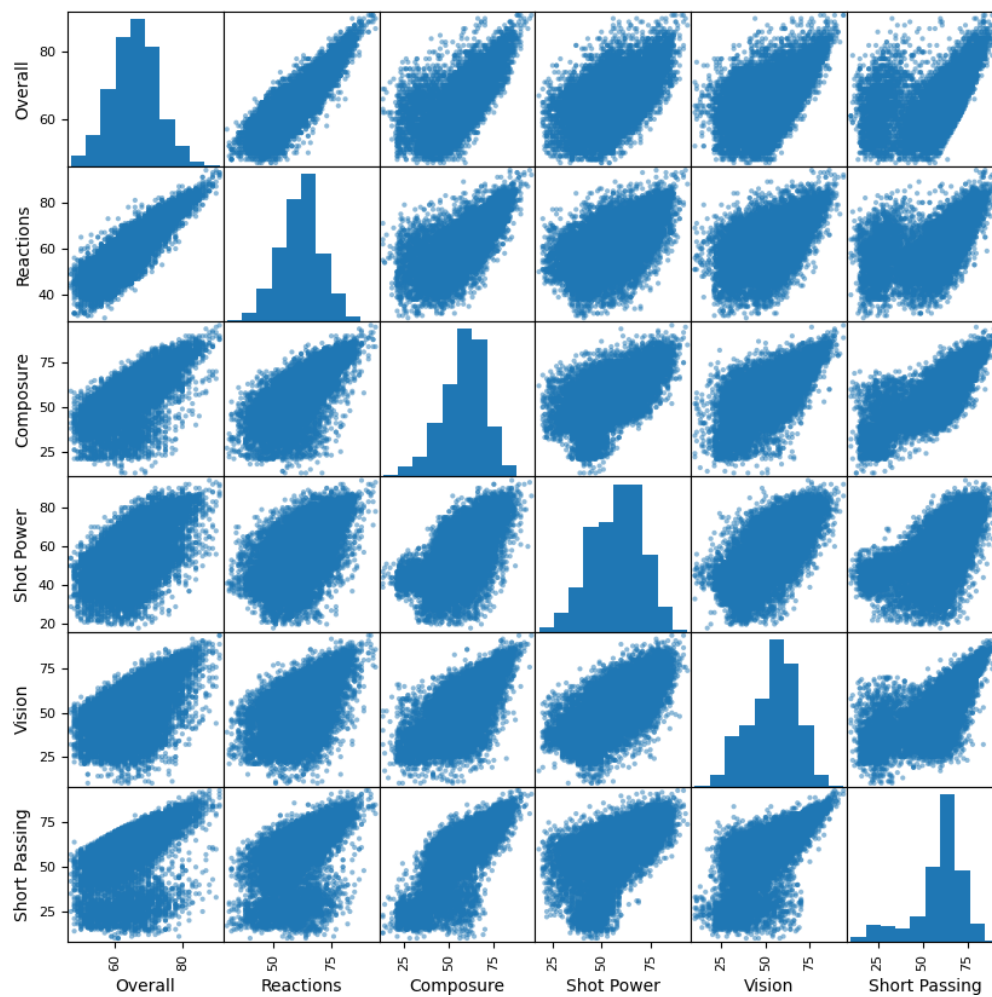 Overall
80
60
Reactions
80
60
40
Composure
75
50
25
Shot Power
80
60
40
20
Vision
75
50
25
Short Passing
75
50
25
60 80
Overall
50 75
Reactions
25 50 75
Composure
25 50 75
Shot Power
25 50 75
Vision
25 50 75
Short Passing